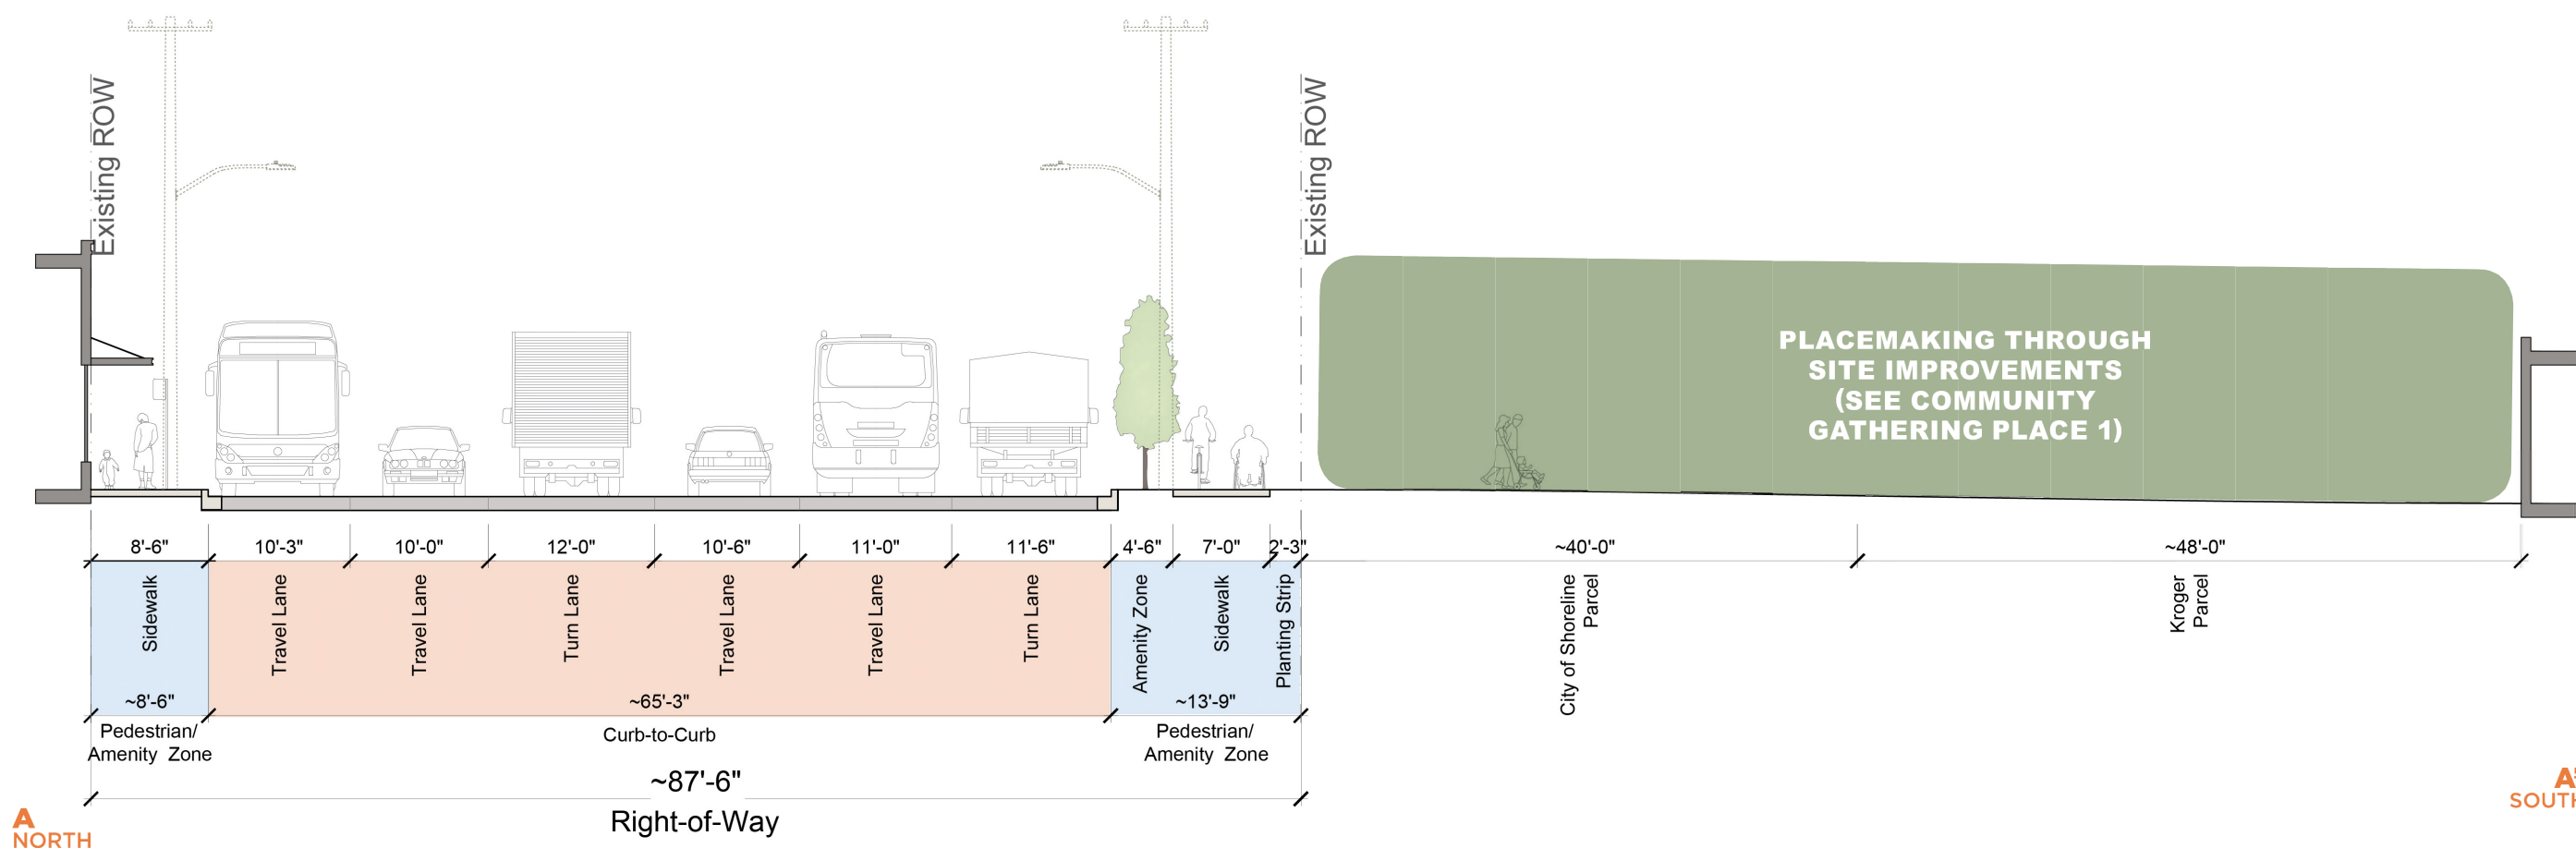 Existing ROW
Existing ROW
PLACEMAKING THROUGH
SITE IMPROVEMENTS
(SEE COMMUNITY
GATHERING PLACE 1)
8'-6"
10'-3"
10'-0"
12'-0"
10'-6"
11'-0"
11'-6"
4'-6"
7'-0"
2'-3"
~40'-0"
~48'-0"
Sidewalk
Travel Lane
Travel Lane
Turn Lane
Travel Lane
Travel Lane
Turn Lane
Amenity Zone
Sidewalk
Planting Strip
City of Shoreline
Parcel
Kroger
Parcel
~8'-6"
~65'-3"
~13'-9"
Pedestrian/
Amenity Zone
Curb-to-Curb
Pedestrian/
Amenity Zone
~87'-6"
Right-of-Way
A
NORTH